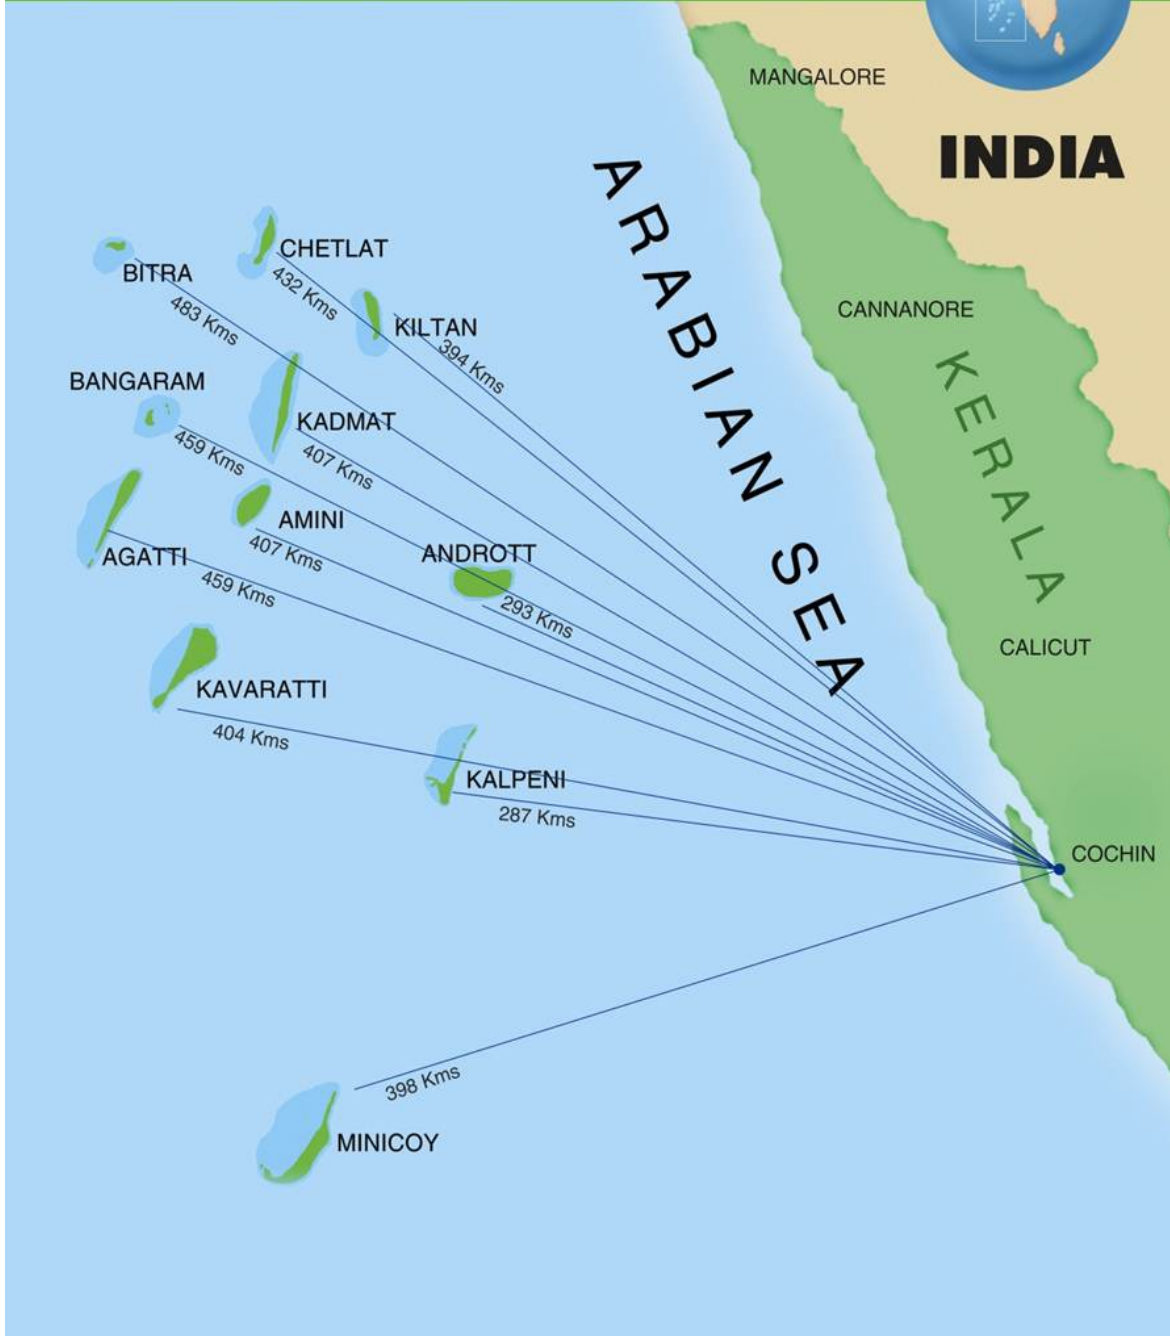 MANGALORE
INDIA
ARABIAN SEA
CHETLAT
432 Kms
BITRA
483 Kms
KILTAN
394 Kms
CANNANORE
KERALA
BANGARAM
459 Kms
KADMAT
407 Kms
AMINI
407 Kms
AGATTI
459 Kms
ANDROTT
293 Kms
CALICUT
KAVARATTI
404 Kms
KALPENI
287 Kms
COCHIN
398 Kms
MINICOY